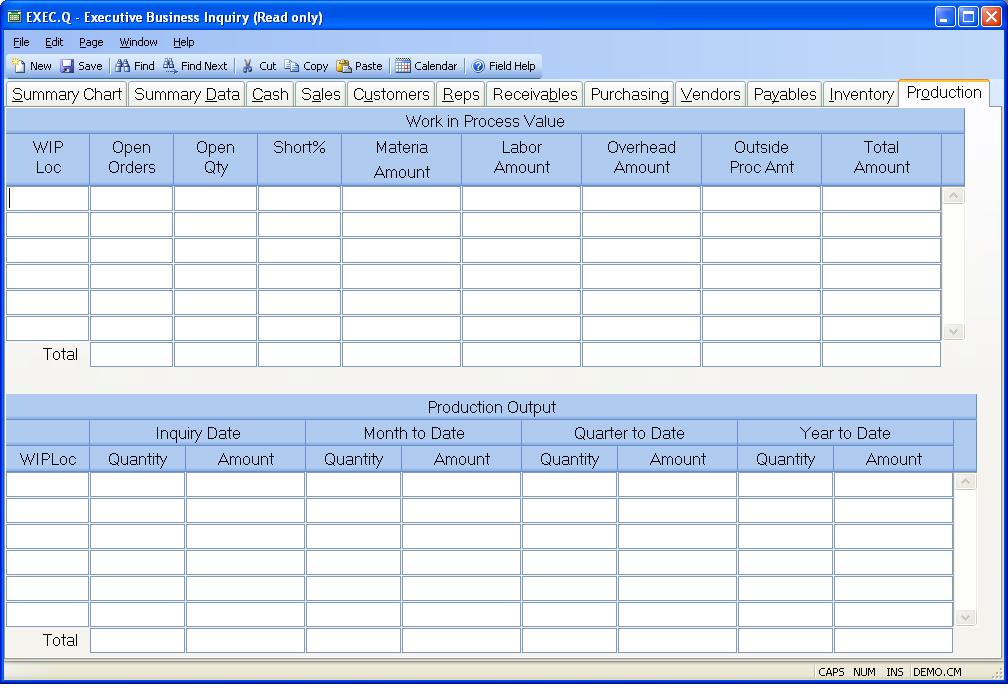 EXEC.Q - Executive Business Inquiry (Read only)
File Edit Page Window Help
New Save Find Find Next Cut Copy Paste Calendar Field Help
Summary Chart Summary Data Cash Sales Customers Reps Receivables Purchasing Vendors Payables Inventory Production
Work in Process Value
WIP Open Open Short% Materia Labor Overhead Outside Total
Loc Orders Qty Amount Amount Amount Proc Amt Amount
Total
Production Output
Inquiry Date Month to Date Quarter to Date Year to Date
WIPLoc Quantity Amount Quantity Amount Quantity Amount Quantity Amount
Total
CAPS NUM INS DEMO.CM